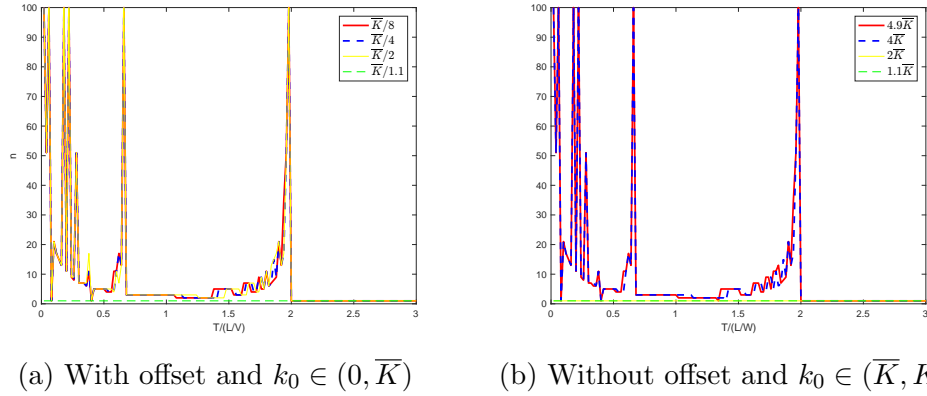 100
90
80
70
60
50
40
30
20
10
0
n
0 0.5 1 1.5 2 2.5 3
T/(L/V)
K̅/8
K̅/4
K̅/2
K̅/1.1
100
90
80
70
60
50
40
30
20
10
0
0 0.5 1 1.5 2 2.5 3
T/(L/W)
4.9K̅
4K̅
2K̅
1.1K̅
(a) With offset and k₀ ∈ (0, K̅)
(b) Without offset and k₀ ∈ (K̅, K